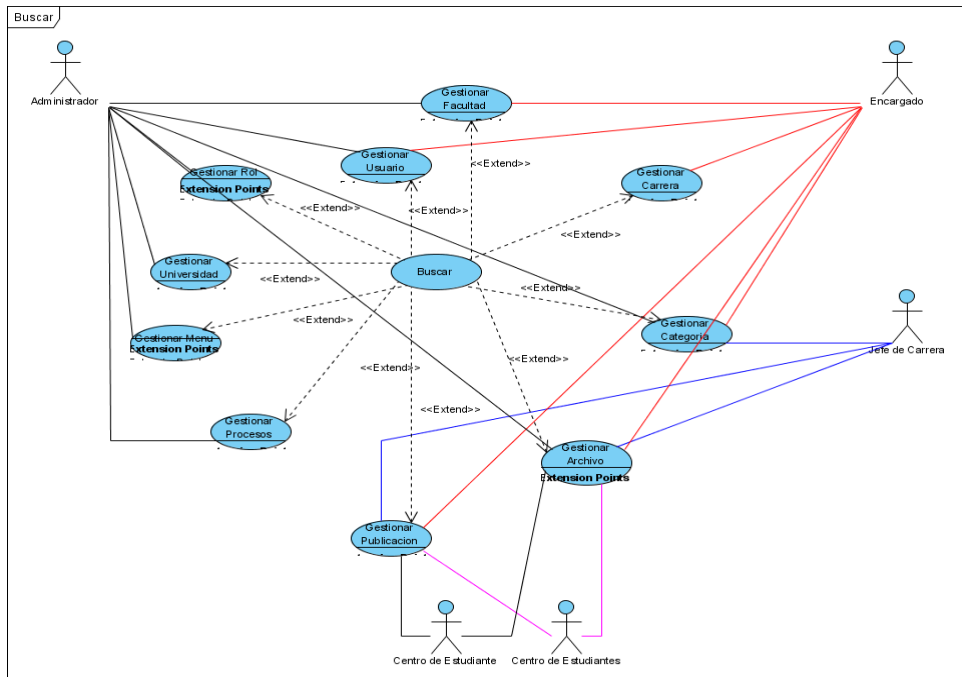 Buscar
Administrador
Encargado
Gestionar
Facultad
<<Extend>>
Gestionar
Usuario
Gestionar Rol
Extension Points
Gestionar
Carrera
<<Extend>>
<<Extend>>
<<Extend>>
Gestionar
Universidad
<<Extend>>
Buscar
<<Extend>>
<<Extend>>
Gestionar Menu
Extension Points
Gestionar
Categoria
Jefe de Carrera
<<Extend>>
<<Extend>>
<<Extend>>
Gestionar
Procesos
Gestionar
Archivo
Extension Points
Gestionar
Publicacion
Centro de Estudiante
Centro de Estudiantes